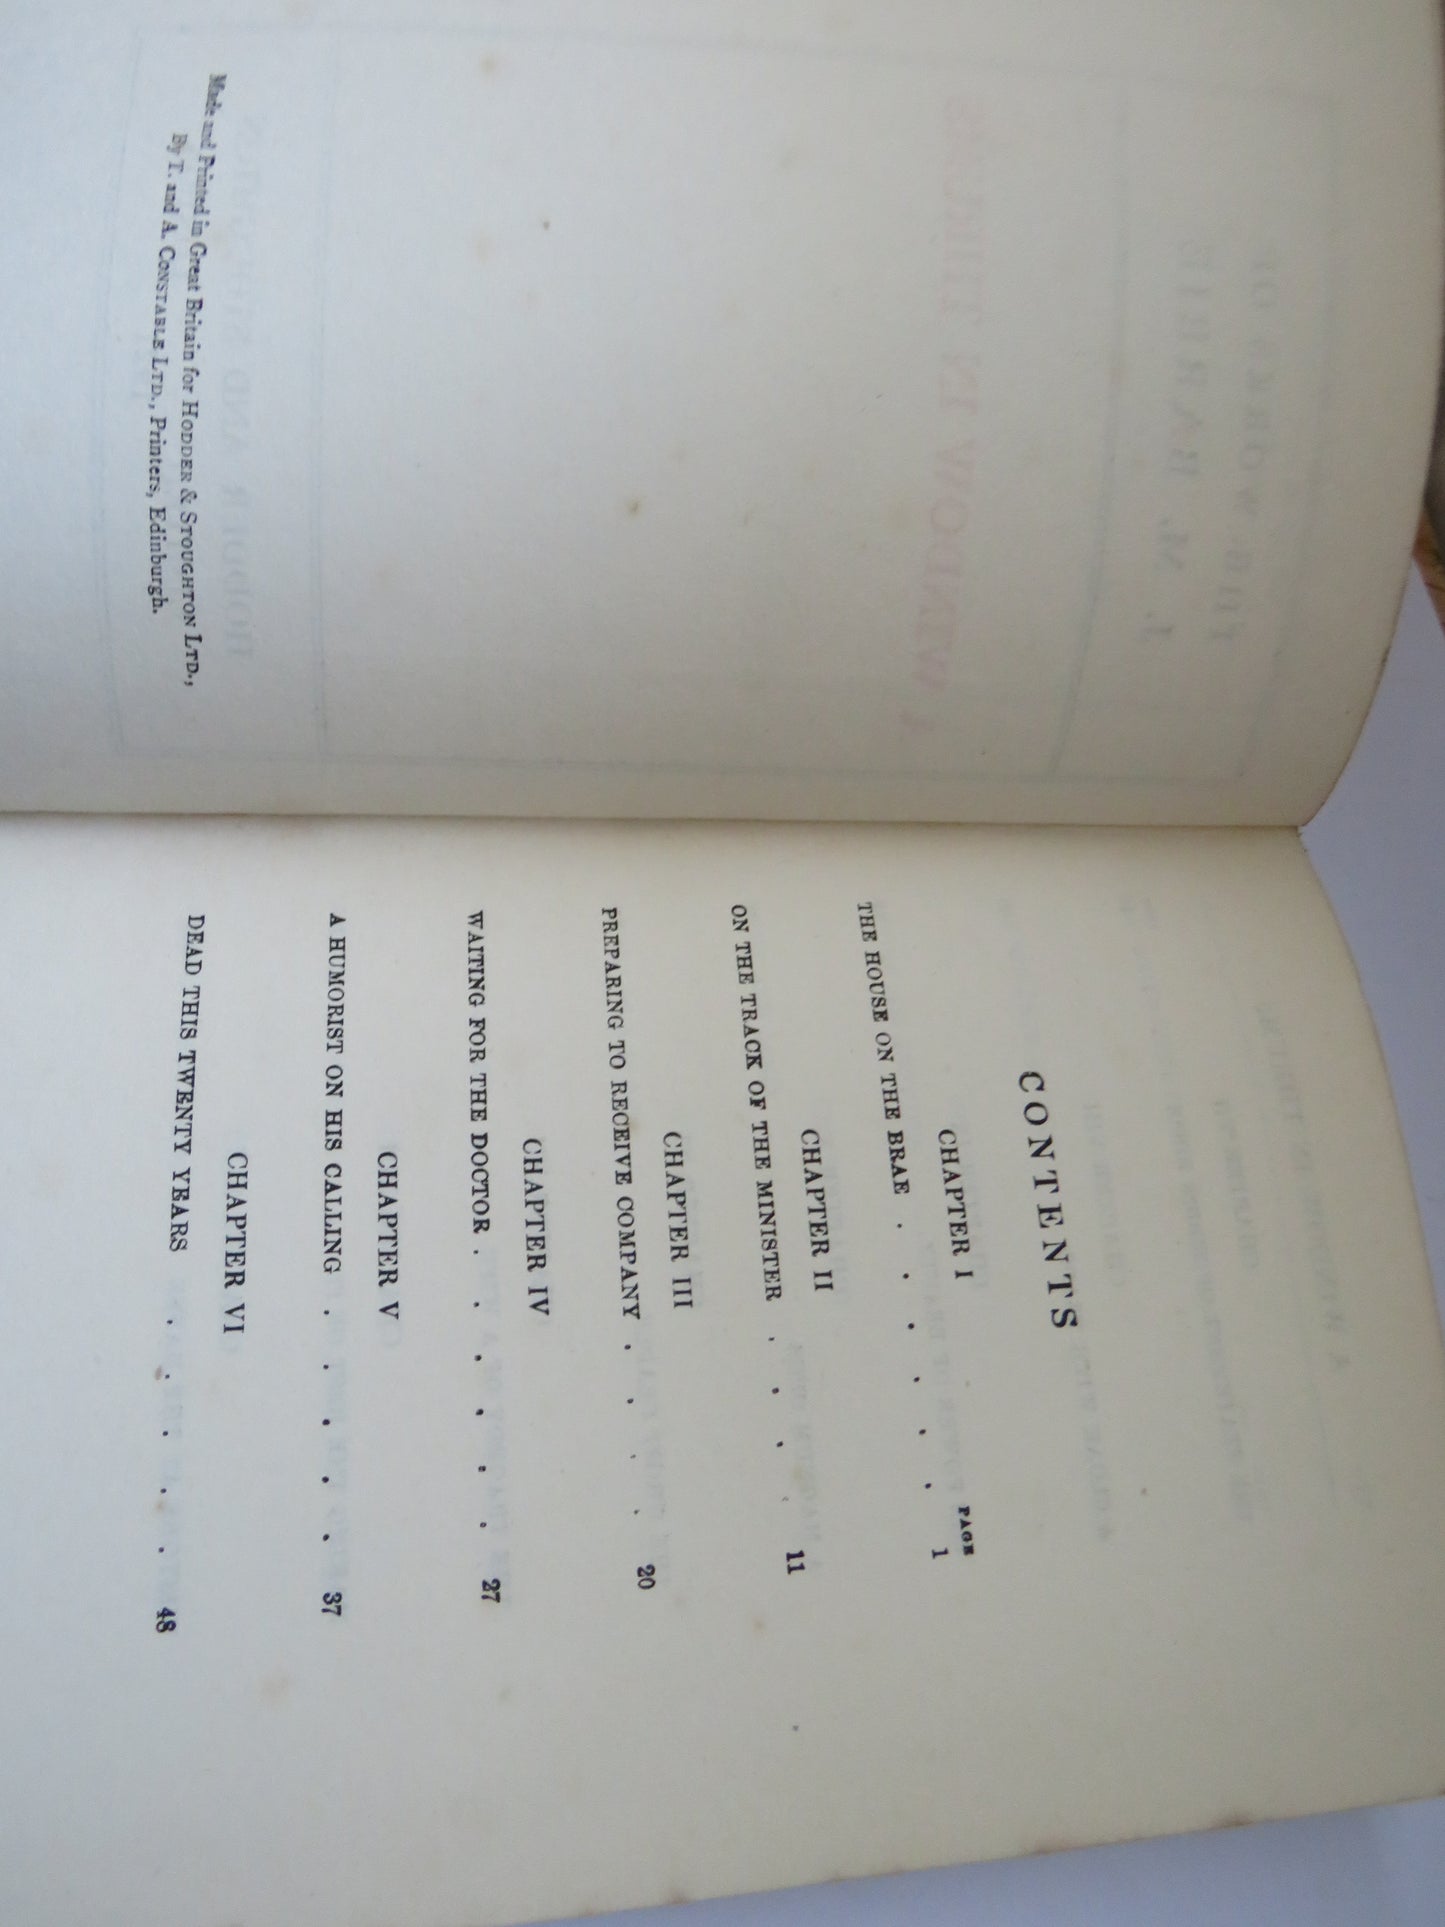 Made and Printed in Great Britain for HODDER & STOUGHTON LTD.,
By T. and A. CONSTABLE LTD., Printers, Edinburgh.
CONTENTS
CHAPTER I
PAGE
THE HOUSE ON THE BRAE . . . . . . 1
CHAPTER II
ON THE TRACK OF THE MINISTER . . . . 11
CHAPTER III
PREPARING TO RECEIVE COMPANY . . . . 20
CHAPTER IV
WAITING FOR THE DOCTOR . . . . . . 27
CHAPTER V
A HUMORIST ON HIS CALLING . . . . . 37
CHAPTER VI
DEAD THIS TWENTY YEARS . . . . . 48